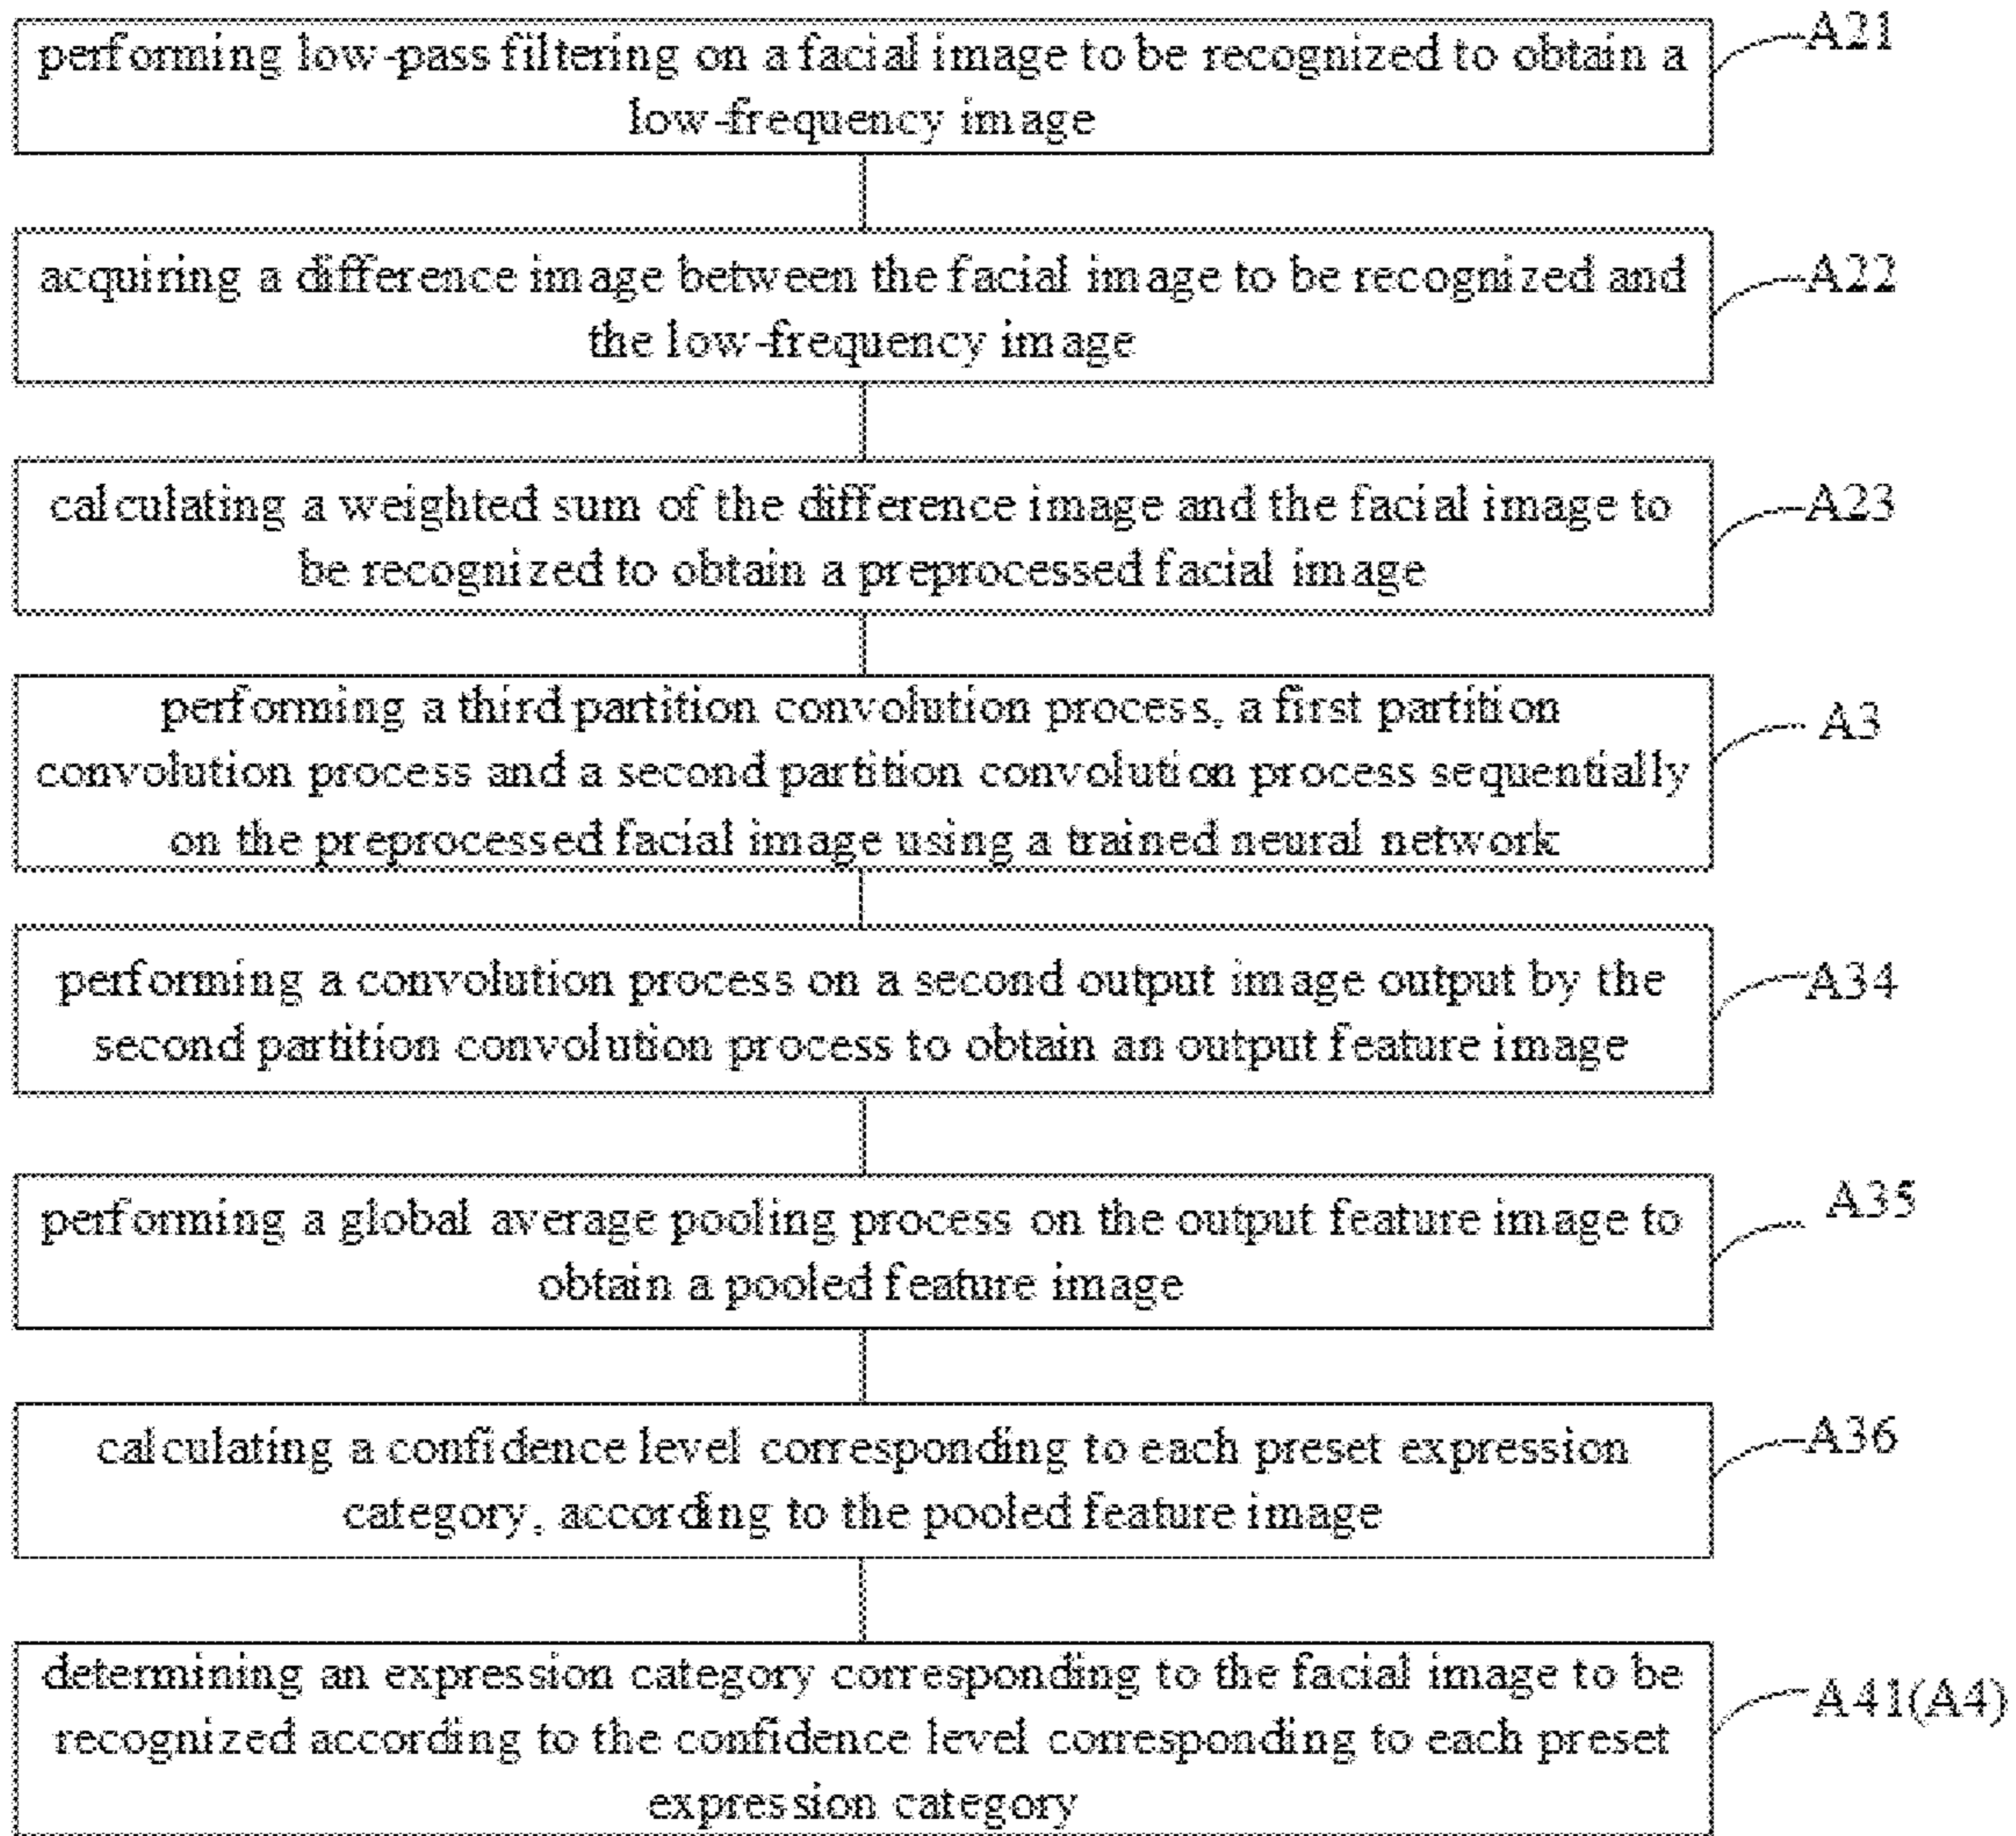 performing low-pass filtering on a facial image to be recognized to obtain a
low-frequency image
A21
acquiring a difference image between the facial image to be recognized and
the low-frequency image
A22
calculating a weighted sum of the difference image and the facial image to
be recognized to obtain a preprocessed facial image
A23
performing a third partition convolution process, a first partition
convolution process and a second partition convolution process sequentially
on the preprocessed facial image using a trained neural network
A3
performing a convolution process on a second output image output by the
second partition convolution process to obtain an output feature image
A34
performing a global average pooling process on the output feature image to
obtain a pooled feature image
A35
calculating a confidence level corresponding to each preset expression
category, according to the pooled feature image
A36
determining an expression category corresponding to the facial image to be
recognized according to the confidence level corresponding to each preset
expression category
A41(A4)